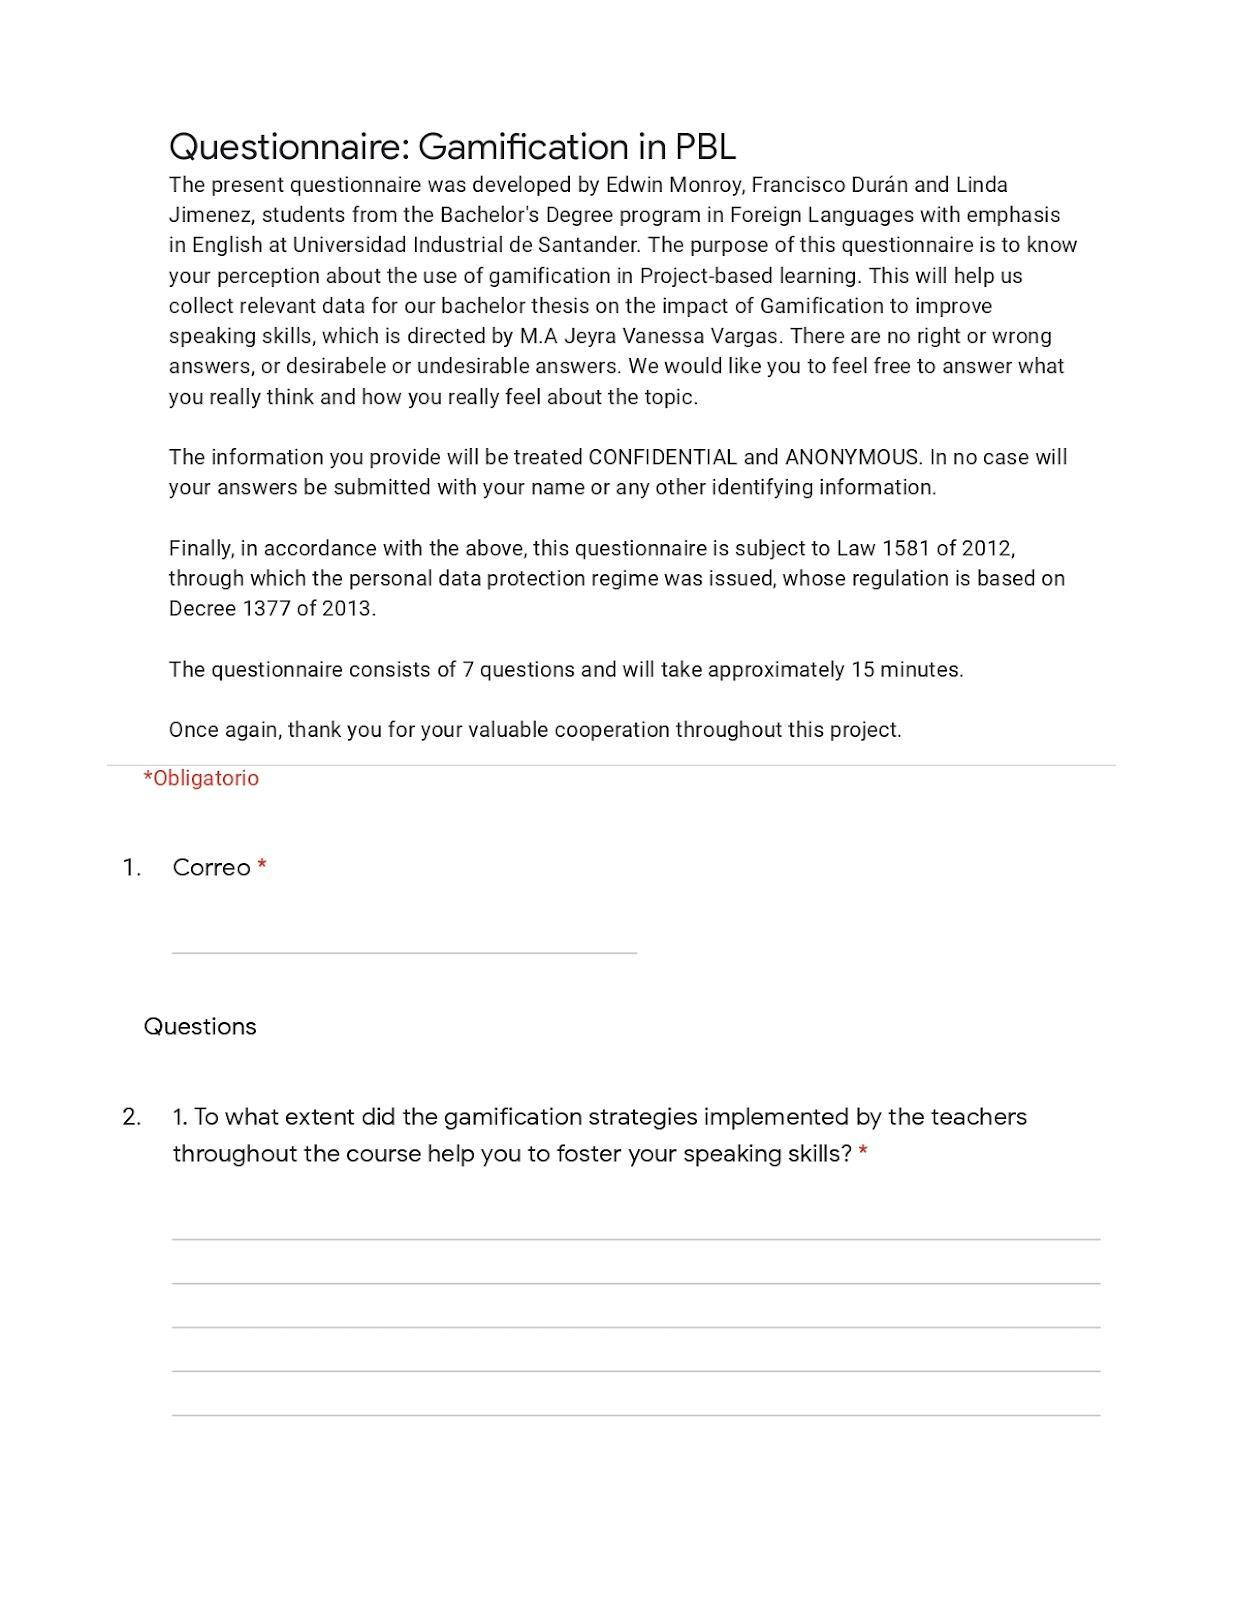 Questionnaire: Gamification in PBL
The present questionnaire was developed by Edwin Monroy, Francisco Durán and Linda
Jimenez, students from the Bachelor's Degree program in Foreign Languages with emphasis
in English at Universidad Industrial de Santander. The purpose of this questionnaire is to know
your perception about the use of gamification in Project-based learning. This will help us
collect relevant data for our bachelor thesis on the impact of Gamification to improve
speaking skills, which is directed by M.A Jeyra Vanessa Vargas. There are no right or wrong
answers, or desirabele or undesirable answers. We would like you to feel free to answer what
you really think and how you really feel about the topic.
The information you provide will be treated CONFIDENTIAL and ANONYMOUS. In no case will
your answers be submitted with your name or any other identifying information.
Finally, in accordance with the above, this questionnaire is subject to Law 1581 of 2012,
through which the personal data protection regime was issued, whose regulation is based on
Decree 1377 of 2013.
The questionnaire consists of 7 questions and will take approximately 15 minutes.
Once again, thank you for your valuable cooperation throughout this project.
*Obligatorio
1. Correo *
Questions
2. 1. To what extent did the gamification strategies implemented by the teachers
throughout the course help you to foster your speaking skills? *